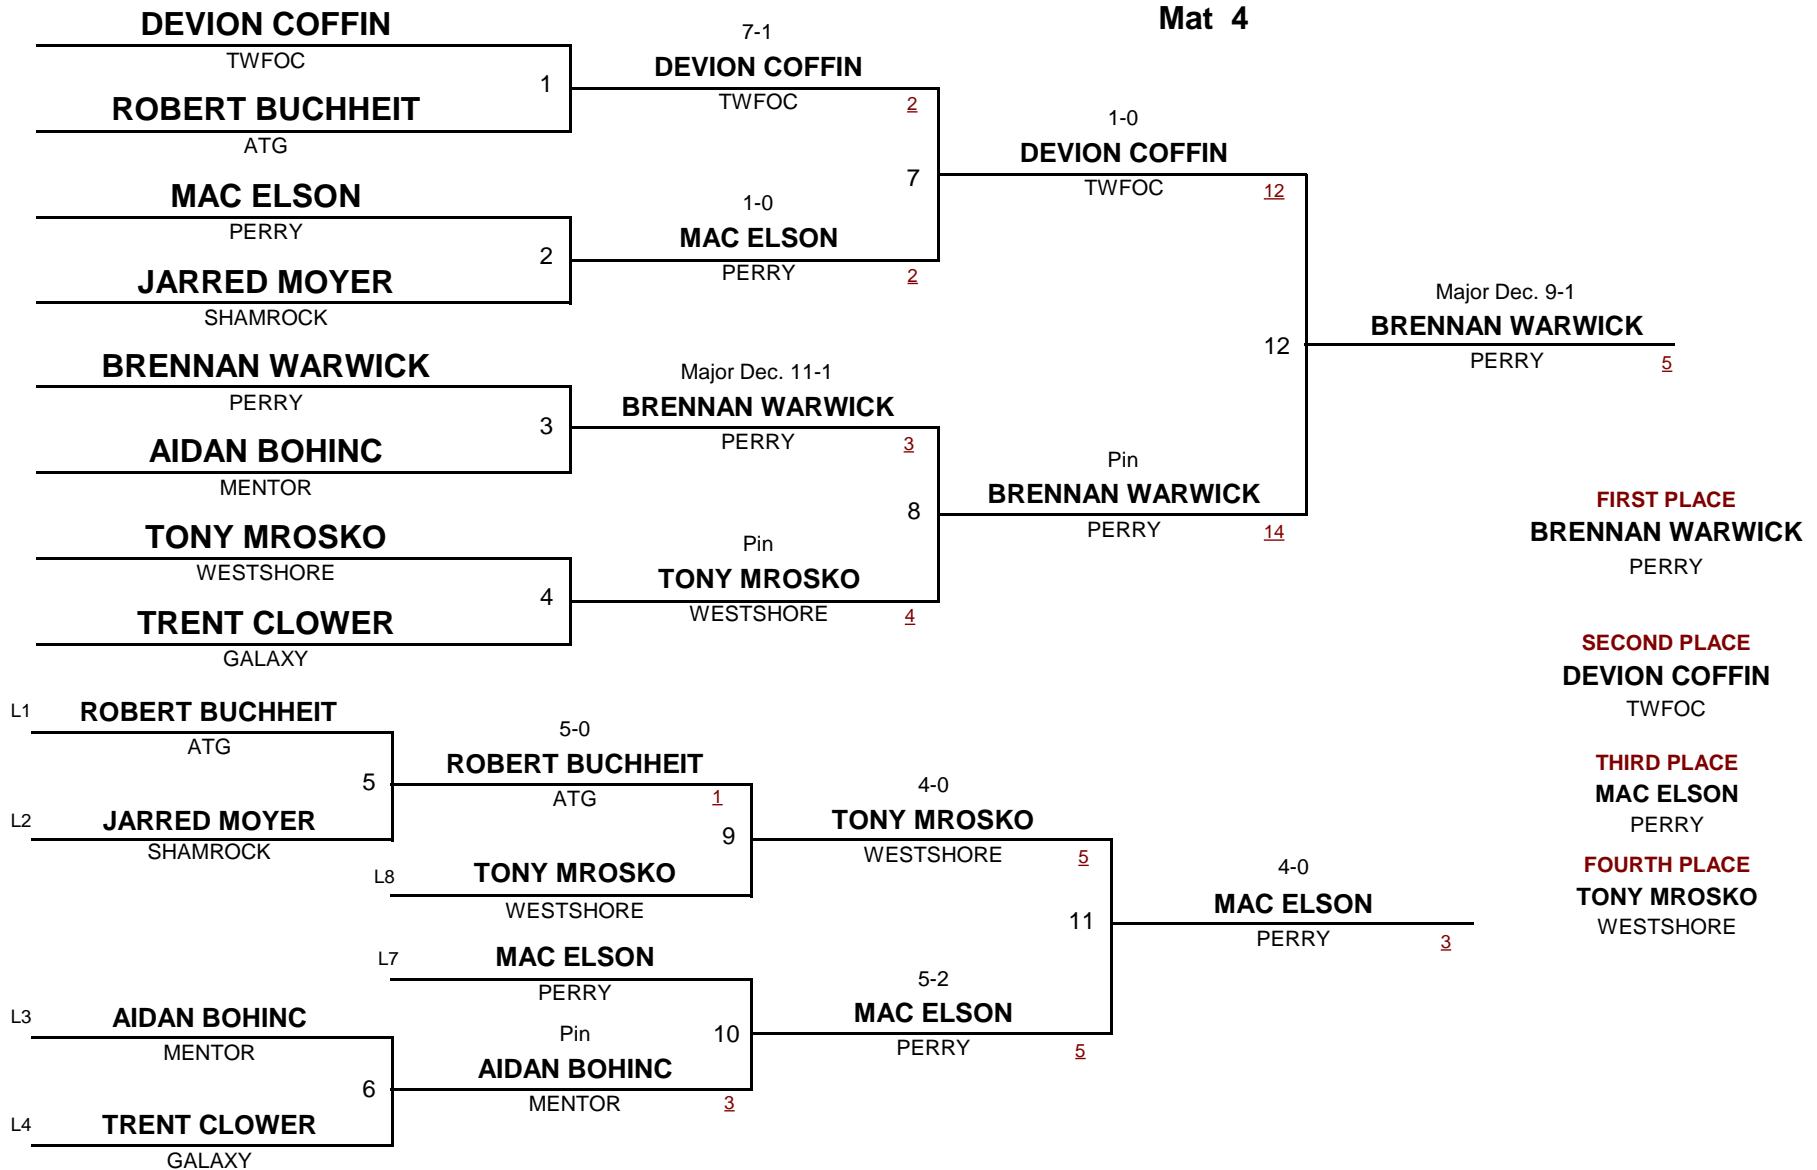 Mat 4
DEVION COFFIN
TWFOC
1
ROBERT BUCHHEIT
ATG
MAC ELSON
PERRY
2
JARRED MOYER
SHAMROCK
BRENNAN WARWICK
PERRY
3
AIDAN BOHINC
MENTOR
TONY MROSKO
WESTSHORE
4
TRENT CLOWER
GALAXY
7-1
DEVION COFFIN
TWFOC 2
7
1-0
MAC ELSON
PERRY 2
Major Dec. 11-1
BRENNAN WARWICK
PERRY 3
8
Pin
TONY MROSKO
WESTSHORE 4
1-0
DEVION COFFIN
TWFOC 12
12
Pin
BRENNAN WARWICK
PERRY 14
Major Dec. 9-1
BRENNAN WARWICK
PERRY 5
FIRST PLACE
BRENNAN WARWICK
PERRY
SECOND PLACE
DEVION COFFIN
TWFOC
THIRD PLACE
MAC ELSON
PERRY
FOURTH PLACE
TONY MROSKO
WESTSHORE
L1 ROBERT BUCHHEIT
ATG
5
L2 JARRED MOYER
SHAMROCK
L3 AIDAN BOHINC
MENTOR
6
L4 TRENT CLOWER
GALAXY
5-0
ROBERT BUCHHEIT
ATG 1
9
L8 TONY MROSKO
WESTSHORE
L7 MAC ELSON
PERRY
Pin 10
AIDAN BOHINC
MENTOR 3
4-0
TONY MROSKO
WESTSHORE 5
11
5-2
MAC ELSON
PERRY 5
4-0
MAC ELSON
PERRY 3